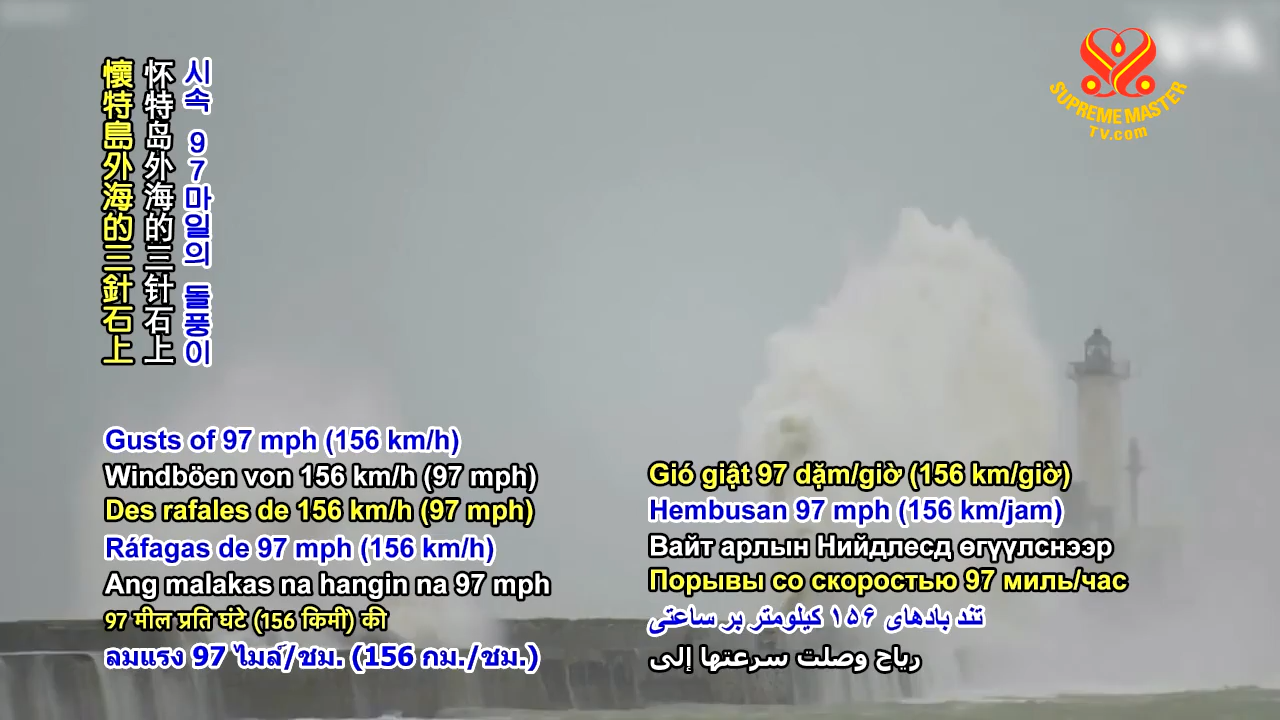 懷特島外海的三針石上
怀特岛外海的三针石上
시속 97마일의 돌풍이
SUPREME MASTER
TV.com
Gusts of 97 mph (156 km/h)
Windböen von 156 km/h (97 mph)
Des rafales de 156 km/h (97 mph)
Ráfagas de 97 mph (156 km/h)
Ang malakas na hangin na 97 mph
97 मील प्रति घंटे (156 किमी) की
ลมแรง 97 ไมล์/ชม. (156 กม./ชม.)
Gió giật 97 dặm/giờ (156 km/giờ)
Hembusan 97 mph (156 km/jam)
Вайт арлын Нийдлесд өгүүлснээр
Порывы со скоростью 97 миль/час
تند بادهای ۱۵۶ کیلومتر بر ساعتی
رياح وصلت سرعتها إلى